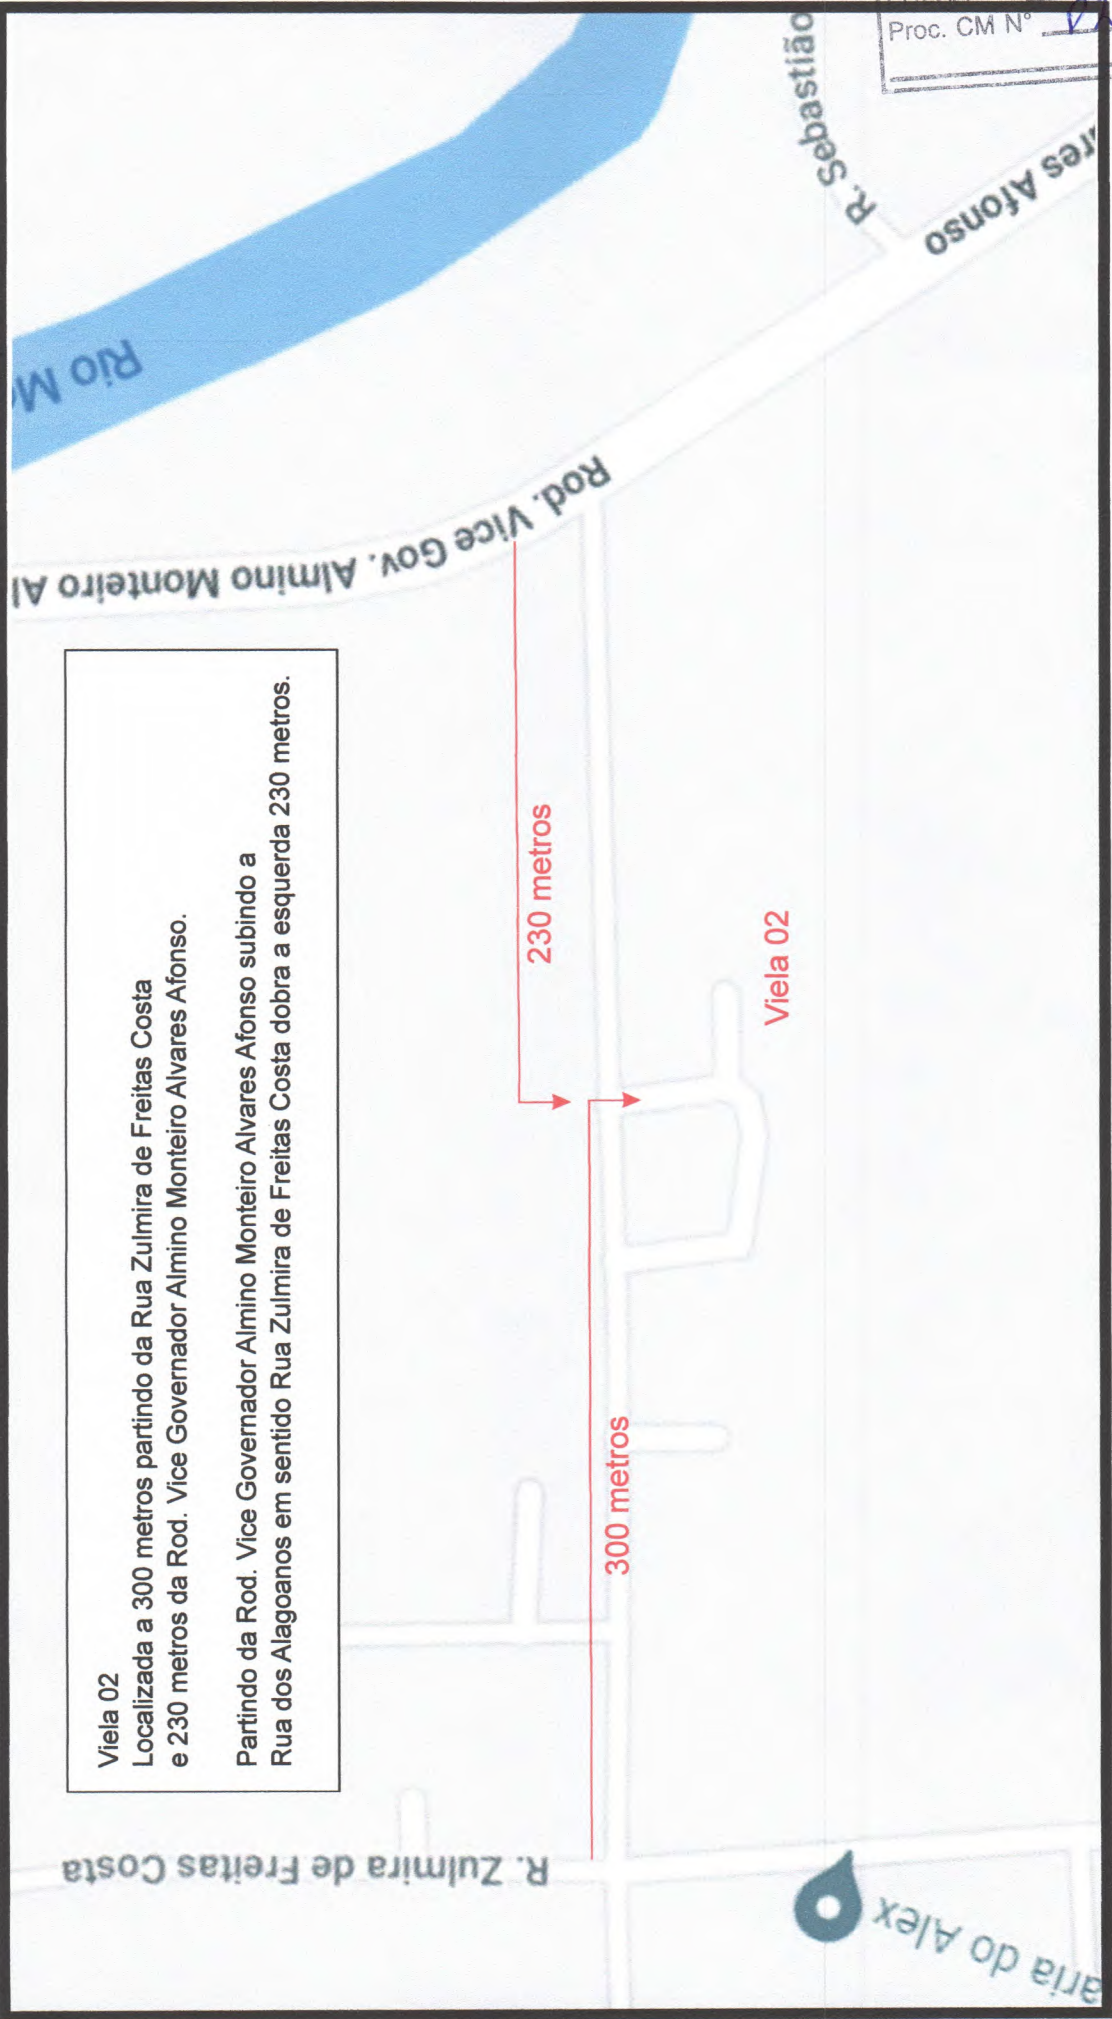 Viela 02
Localizada a 300 metros partindo da Rua Zulmira de Freitas Costa
e 230 metros da Rod. Vice Governador Almino Monteiro Alvares Afonso.
Partindo da Rod. Vice Governador Almino Monteiro Alvares Afonso subindo a
Rua dos Alagoanos em sentido Rua Zulmira de Freitas Costa dobra a esquerda 230 metros.
Rio M
Rod. Vice Gov. Almino Monteiro Al
res Afonso
R. Sebastião
Proc. CM N°
230 metros
300 metros
Viela 02
R. Zulmira de Freitas Costa
aria do Alex